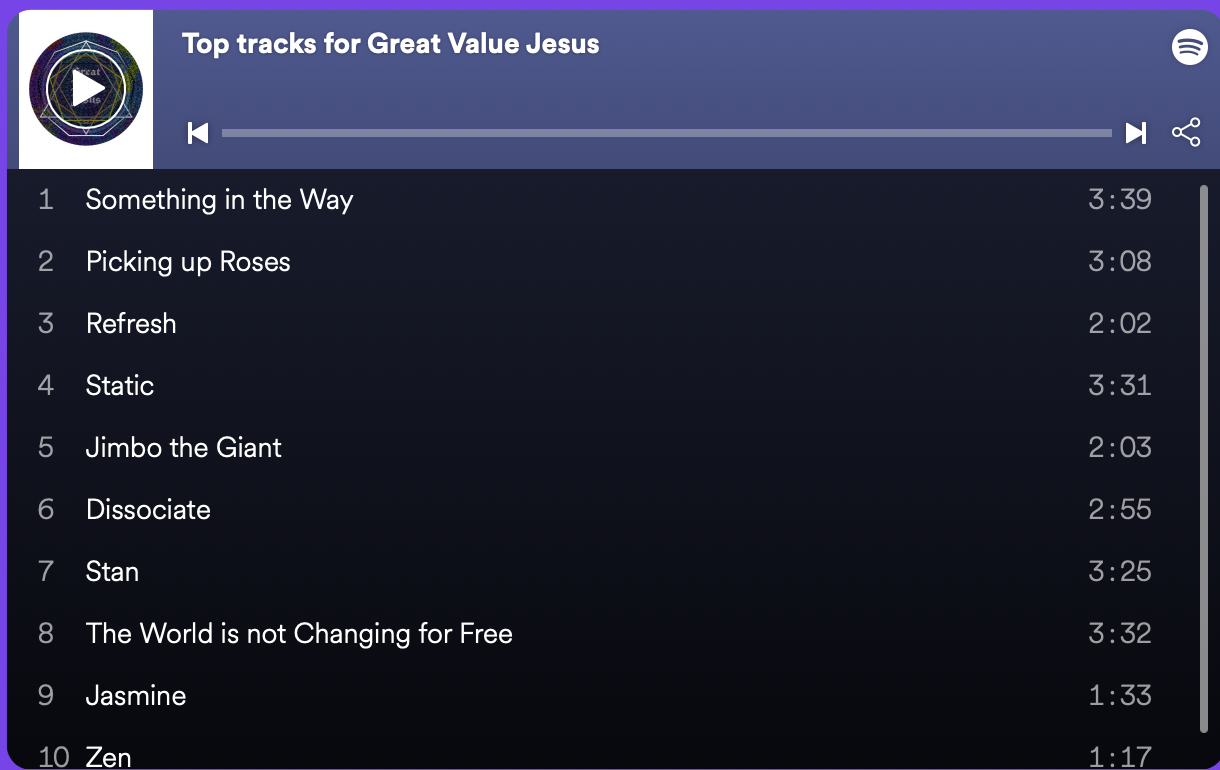 Great
sus
Top tracks for Great Value Jesus
1 Something in the Way 3:39
2 Picking up Roses 3:08
3 Refresh 2:02
4 Static 3:31
5 Jimbo the Giant 2:03
6 Dissociate 2:55
7 Stan 3:25
8 The World is not Changing for Free 3:32
9 Jasmine 1:33
10 Zen 1:17